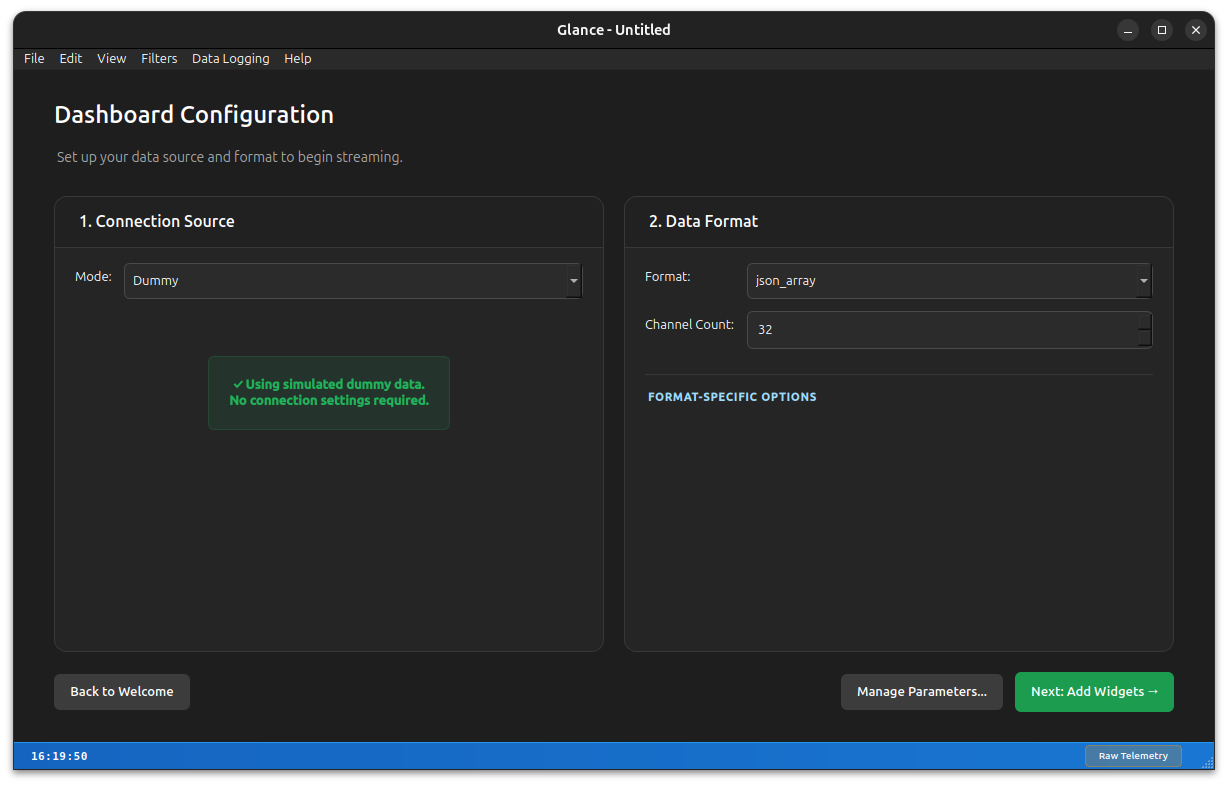 Glance - Untitled
File Edit View Filters Data Logging Help
Dashboard Configuration
Set up your data source and format to begin streaming.
1. Connection Source
Mode: Dummy
✓ Using simulated dummy data.
No connection settings required.
2. Data Format
Format: json_array
Channel Count: 32
FORMAT-SPECIFIC OPTIONS
Back to Welcome
Manage Parameters...
Next: Add Widgets →
16:19:50
Raw Telemetry